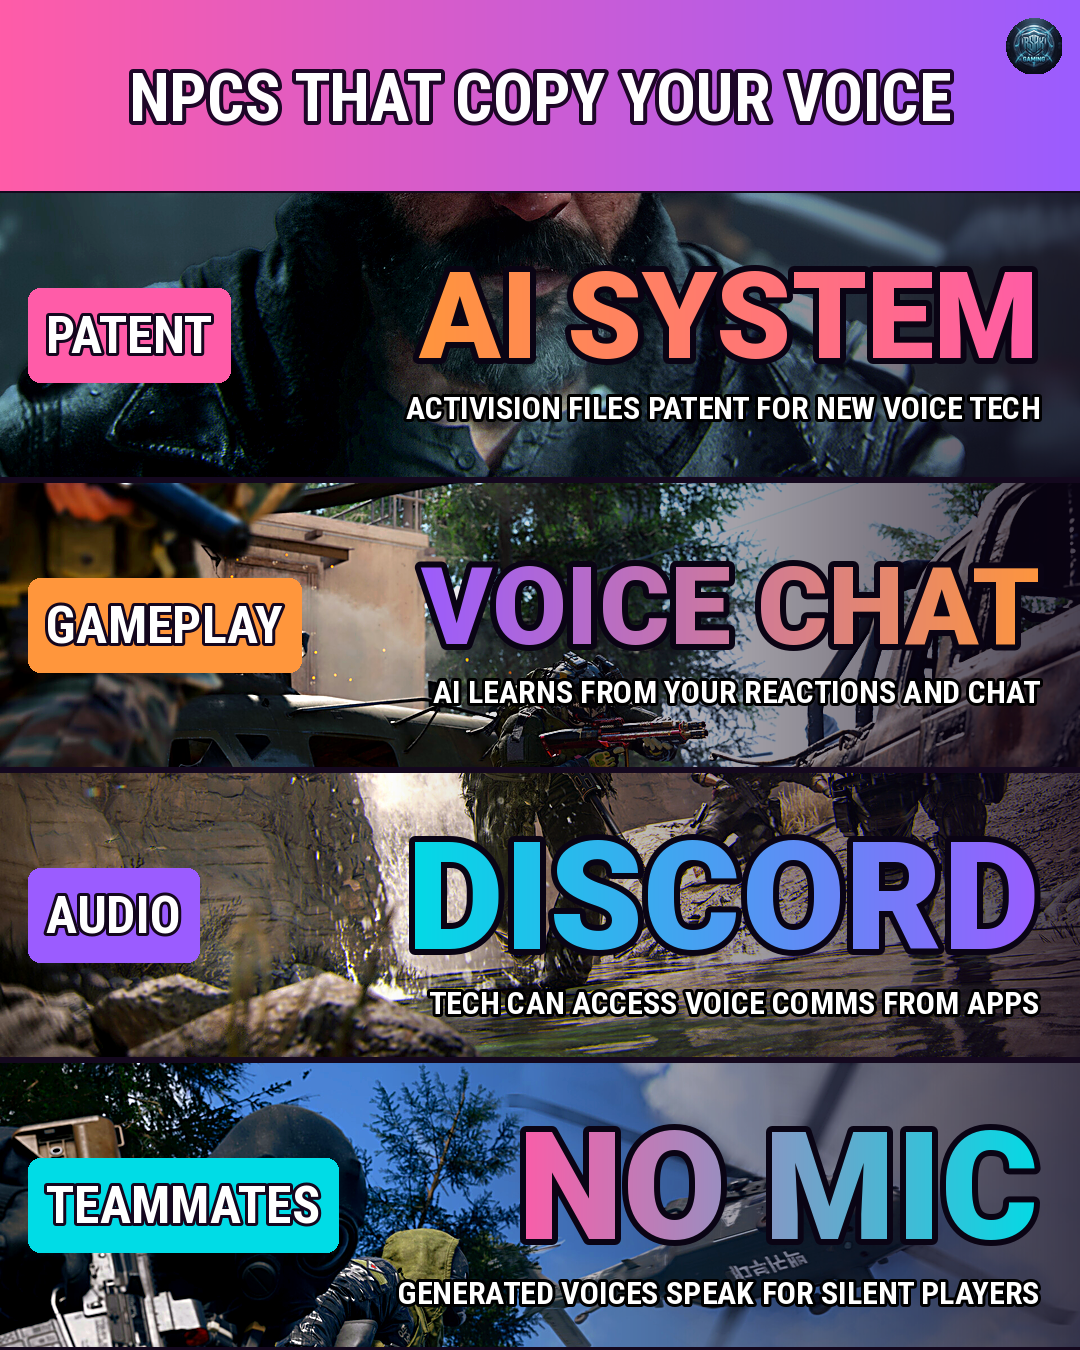 NPCS THAT COPY YOUR VOICE
GAMING
PATENT
AI SYSTEM
ACTIVISION FILES PATENT FOR NEW VOICE TECH
GAMEPLAY
VOICE CHAT
AI LEARNS FROM YOUR REACTIONS AND CHAT
AUDIO
DISCORD
TECH CAN ACCESS VOICE COMMS FROM APPS
TEAMMATES
NO MIC
GENERATED VOICES SPEAK FOR SILENT PLAYERS